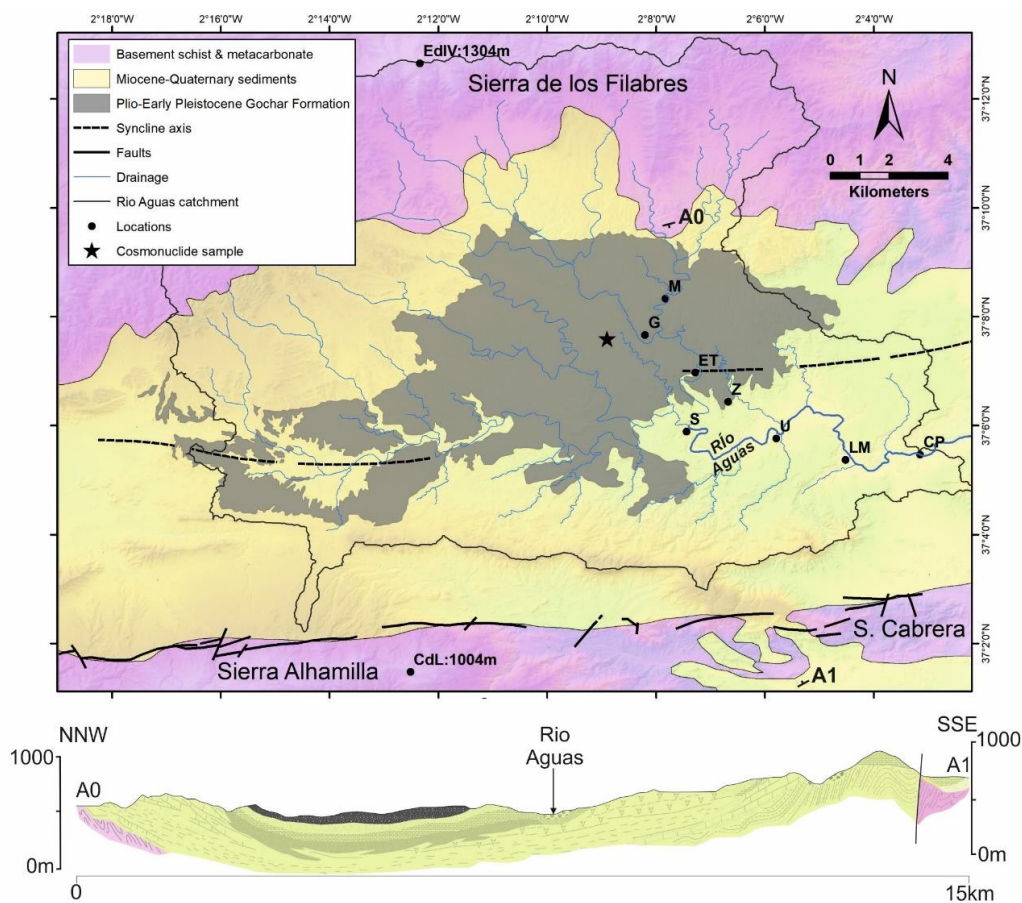 2°18'0"W 2°16'0"W 2°14'0"W 2°12'0"W 2°10'0"W 2°8'0"W 2°6'0"W 2°4'0"W
Basement schist & metacarbonate
Miocene-Quaternary sediments
Plio-Early Pleistocene Gochar Formation
Syncline axis
Faults
Drainage
Rio Aguas catchment
Locations
Cosmonuclide sample
EdlV:1304m
Sierra de los Filabres
N
0 1 2 4
Kilometers
37°12'0"N
37°10'0"N
37°8'0"N
37°6'0"N
37°4'0"N
37°2'0"N
A0
M
G
ET
Z
S
Río
Aguás
U
LM
CP
S. Cabrera
Sierra Alhamilla
CdL:1004m
A1
NNW
Rio
Aguas
SSE
1000
1000
A0
A1
0m
0m
0
15km